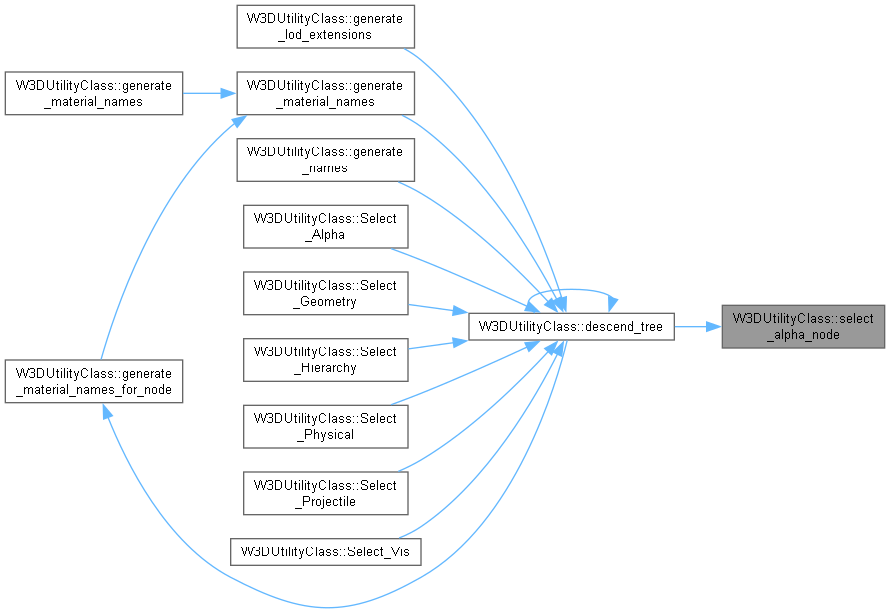 W3DUtilityClass::generate
_lod_extensions
W3DUtilityClass::generate
_material_names
W3DUtilityClass::generate
_material_names
W3DUtilityClass::generate
_names
W3DUtilityClass::Select
_Alpha
W3DUtilityClass::Select
_Geometry
W3DUtilityClass::descend_tree
W3DUtilityClass::select
_alpha_node
W3DUtilityClass::Select
_Hierarchy
W3DUtilityClass::generate
_material_names_for_node
W3DUtilityClass::Select
_Physical
W3DUtilityClass::Select
_Projectile
W3DUtilityClass::Select_Vis